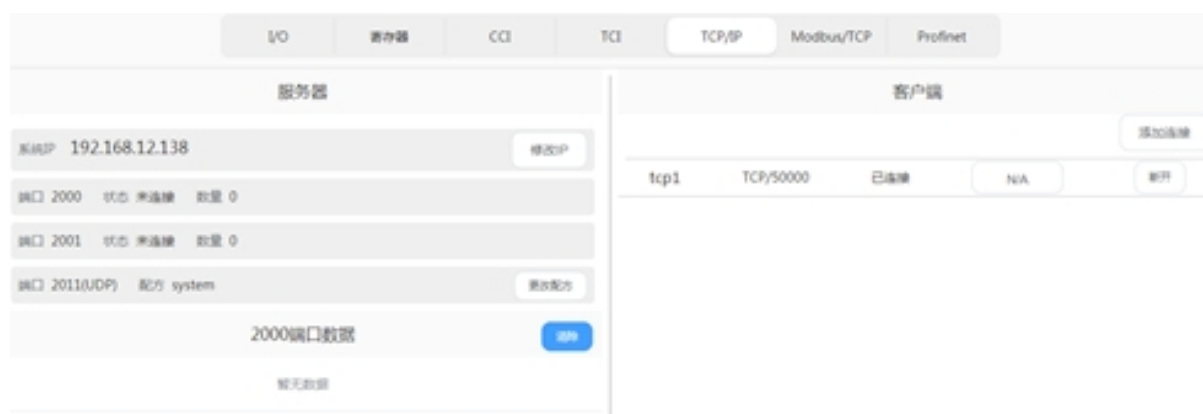 I/O 寄存器 CCI TCI TCP/IP Modbus/TCP Profinet
服务器
系统IP 192.168.12.138 修改IP
端口 2000 状态 未连接 数量 0
端口 2001 状态 未连接 数量 0
端口 2011(UDP) 配方 system 更改配方
2000端口数据 清除
暂无数据
客户端
添加连接
tcp1 TCP/50000 已连接 N/A 断开